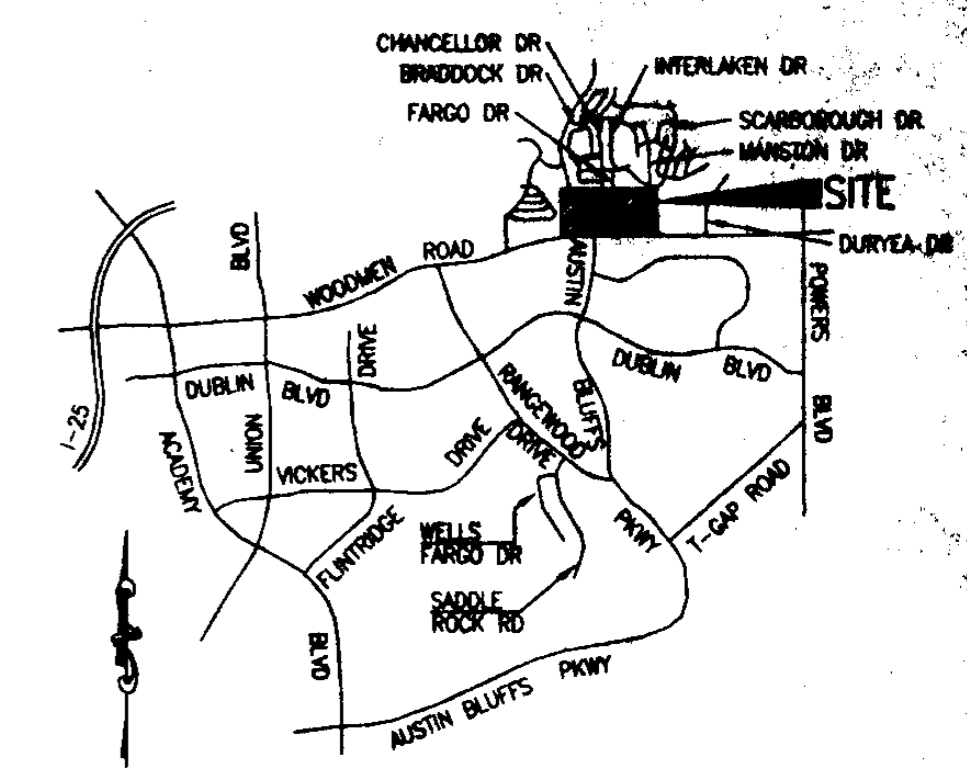 CHANCELLOR DR
BRADDOCK DR
FARGO DR
INTERLAKEN DR
SCARBOROUGH DR
MANSTON DR
SITE
DURYEA DR
BLVD
WOODMEN ROAD
AUSTIN
POWERS
DRIVE
DUBLIN BLVD
DUBLIN BLVD
I-25
RANGEWOOD
DRIVE
BLUFFS
BLVD
ACADEMY
UNION
VICKERS
DRIVE
T-GAP ROAD
PKWY
FLINTRIDGE
WELLS
FARGO DR
SADDLE
ROCK RD
BLVD
AUSTIN BLUFFS PKWY